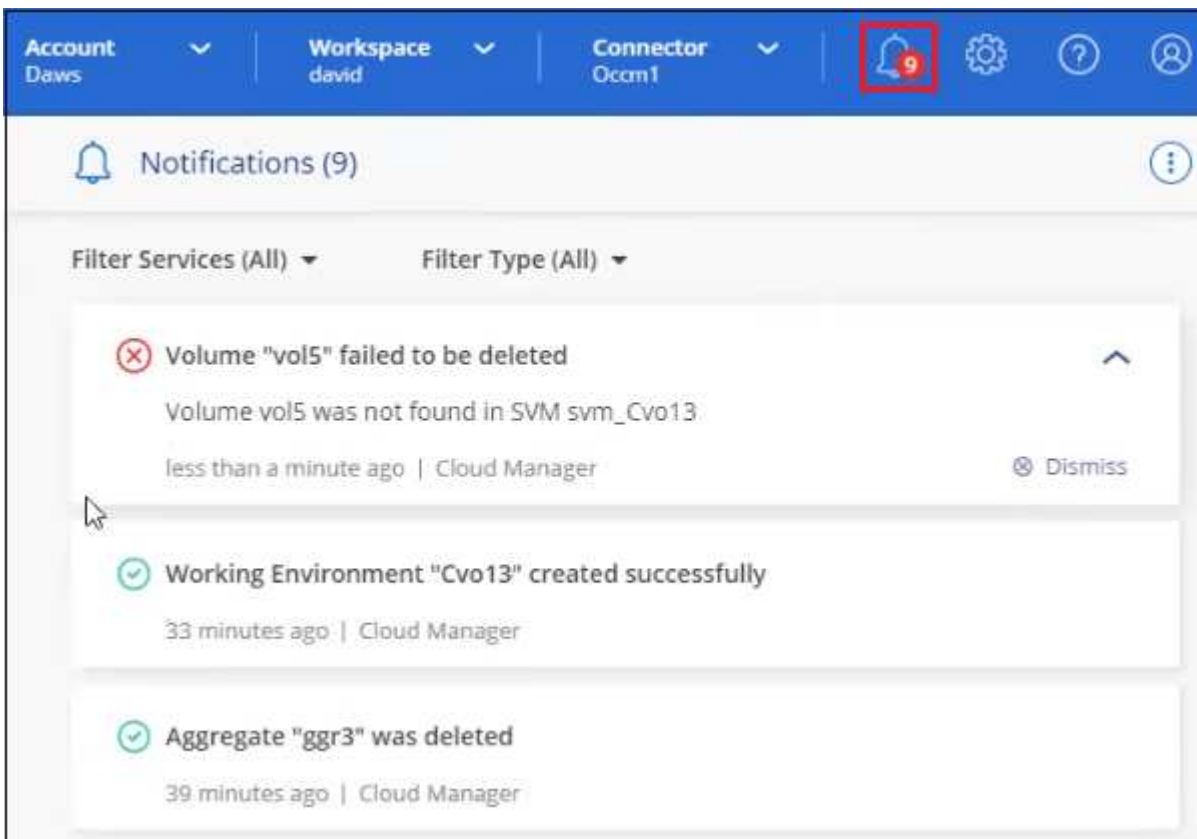 Account Workspace Connector
Daws david Occm1
9
Notifications (9)
Filter Services (All) Filter Type (All)
Volume "vol5" failed to be deleted
Volume vol5 was not found in SVM svm_Cvo13
less than a minute ago | Cloud Manager Dismiss
Working Environment "Cvo13" created successfully
33 minutes ago | Cloud Manager
Aggregate "ggr3" was deleted
39 minutes ago | Cloud Manager